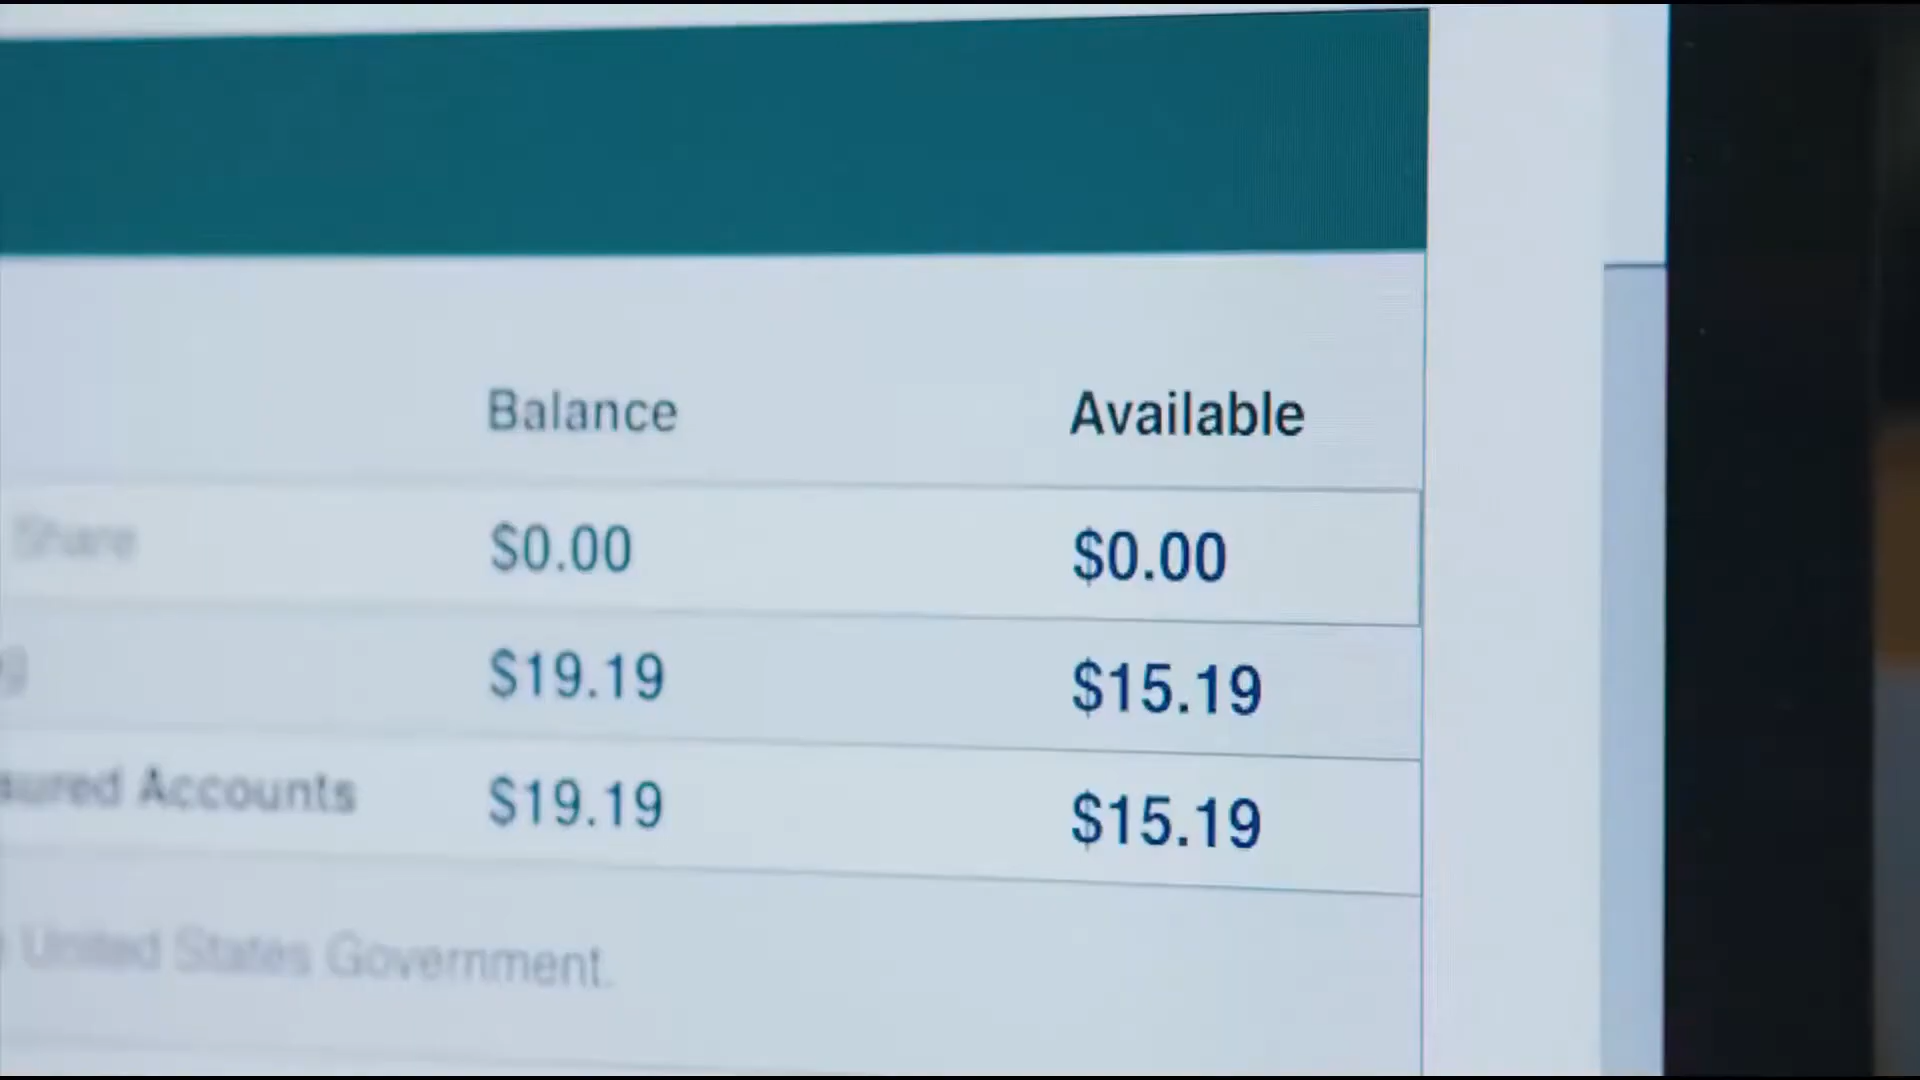 Balance Available
Share $0.00 $0.00
$19.19 $15.19
Accounts $19.19 $15.19
United States Government.